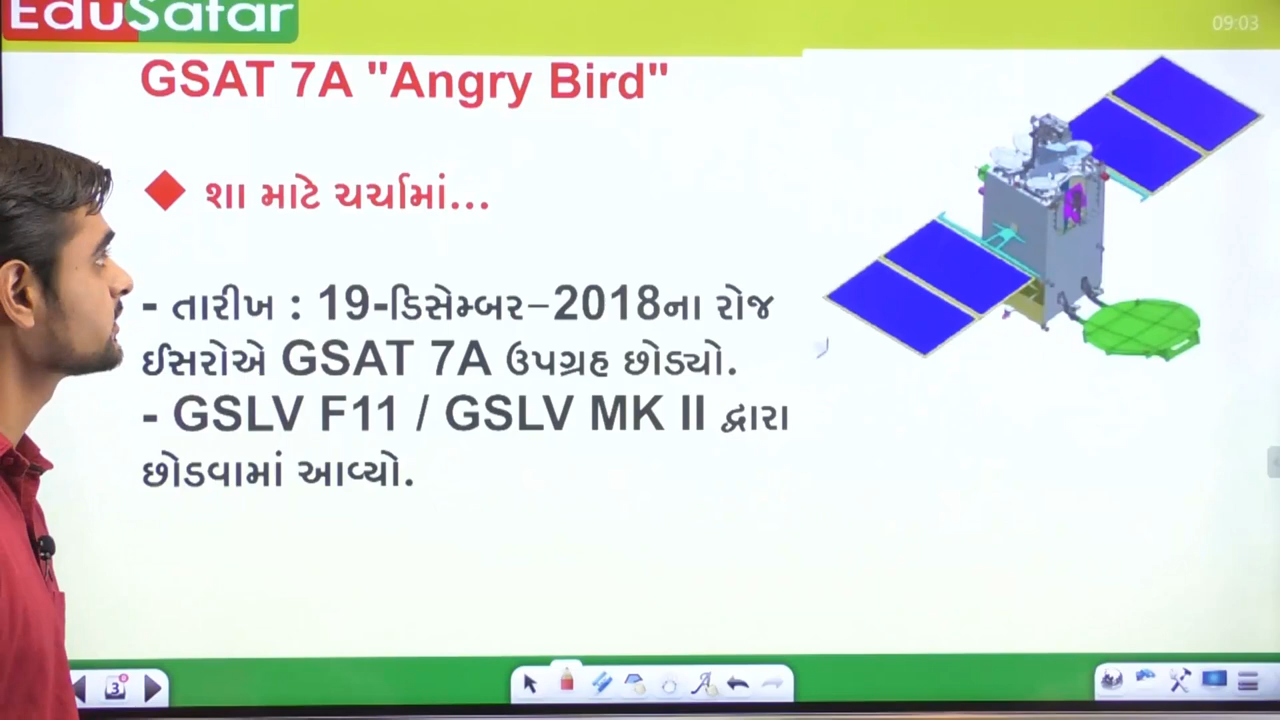 EduSafar
09:03
GSAT 7A "Angry Bird"
શા માટે ચર્ચામાં...
- તારીખ : 19-ડિસેમ્બર–2018ના રોજ
ઈસરોએ GSAT 7A ઉપગ્રહ છોડ્યો.
- GSLV F11 / GSLV MK II દ્વારા
છોડવામાં આવ્યો.
3